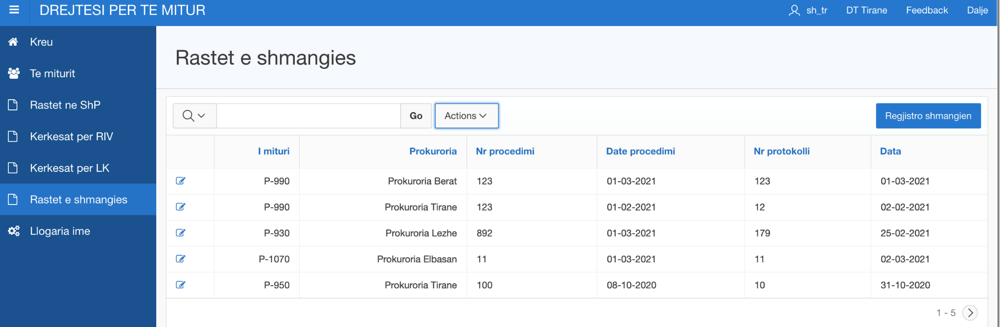 DREJTESI PER TE MITUR
sh_tr DT Tirane Feedback Dalje
Kreu
Te miturit
Rastet ne ShP
Kerkesat per RIV
Kerkesat per LK
Rastet e shmangies
Llogaria ime
Rastet e shmangies
Go Actions Regjistro shmangien
I mituri Prokuroria Nr procedimi Date procedimi Nr protokolli Data
P-990 Prokuroria Berat 123 01-03-2021 123 01-03-2021
P-990 Prokuroria Tirane 123 01-02-2021 12 02-02-2021
P-930 Prokuroria Lezhe 892 01-03-2021 179 25-02-2021
P-1070 Prokuroria Elbasan 11 01-03-2021 11 02-03-2021
P-950 Prokuroria Tirane 100 08-10-2020 10 31-10-2020
1 - 5